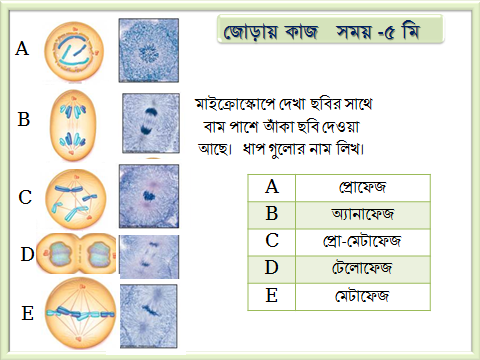 জোড়ায় কাজ সময় -৫ মি
মাইক্রোস্কোপে দেখা ছবির সাথে
বাম পাশে আঁকা ছবি দেওয়া
আছে। ধাপ গুলোর নাম লিখ।
A
B
C
D
E
A প্রোফেজ
B অ্যানাফেজ
C প্রো-মেটাফেজ
D টেলোফেজ
E মেটাফেজ